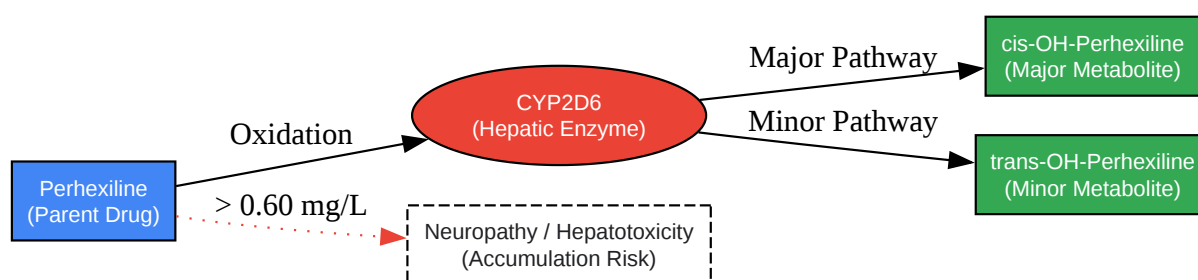 Perhexiline
(Parent Drug)
Oxidation
> 0.60 mg/L
CYP2D6
(Hepatic Enzyme)
Neuropathy / Hepatotoxicity
(Accumulation Risk)
Major Pathway
Minor Pathway
cis-OH-Perhexiline
(Major Metabolite)
trans-OH-Perhexiline
(Minor Metabolite)